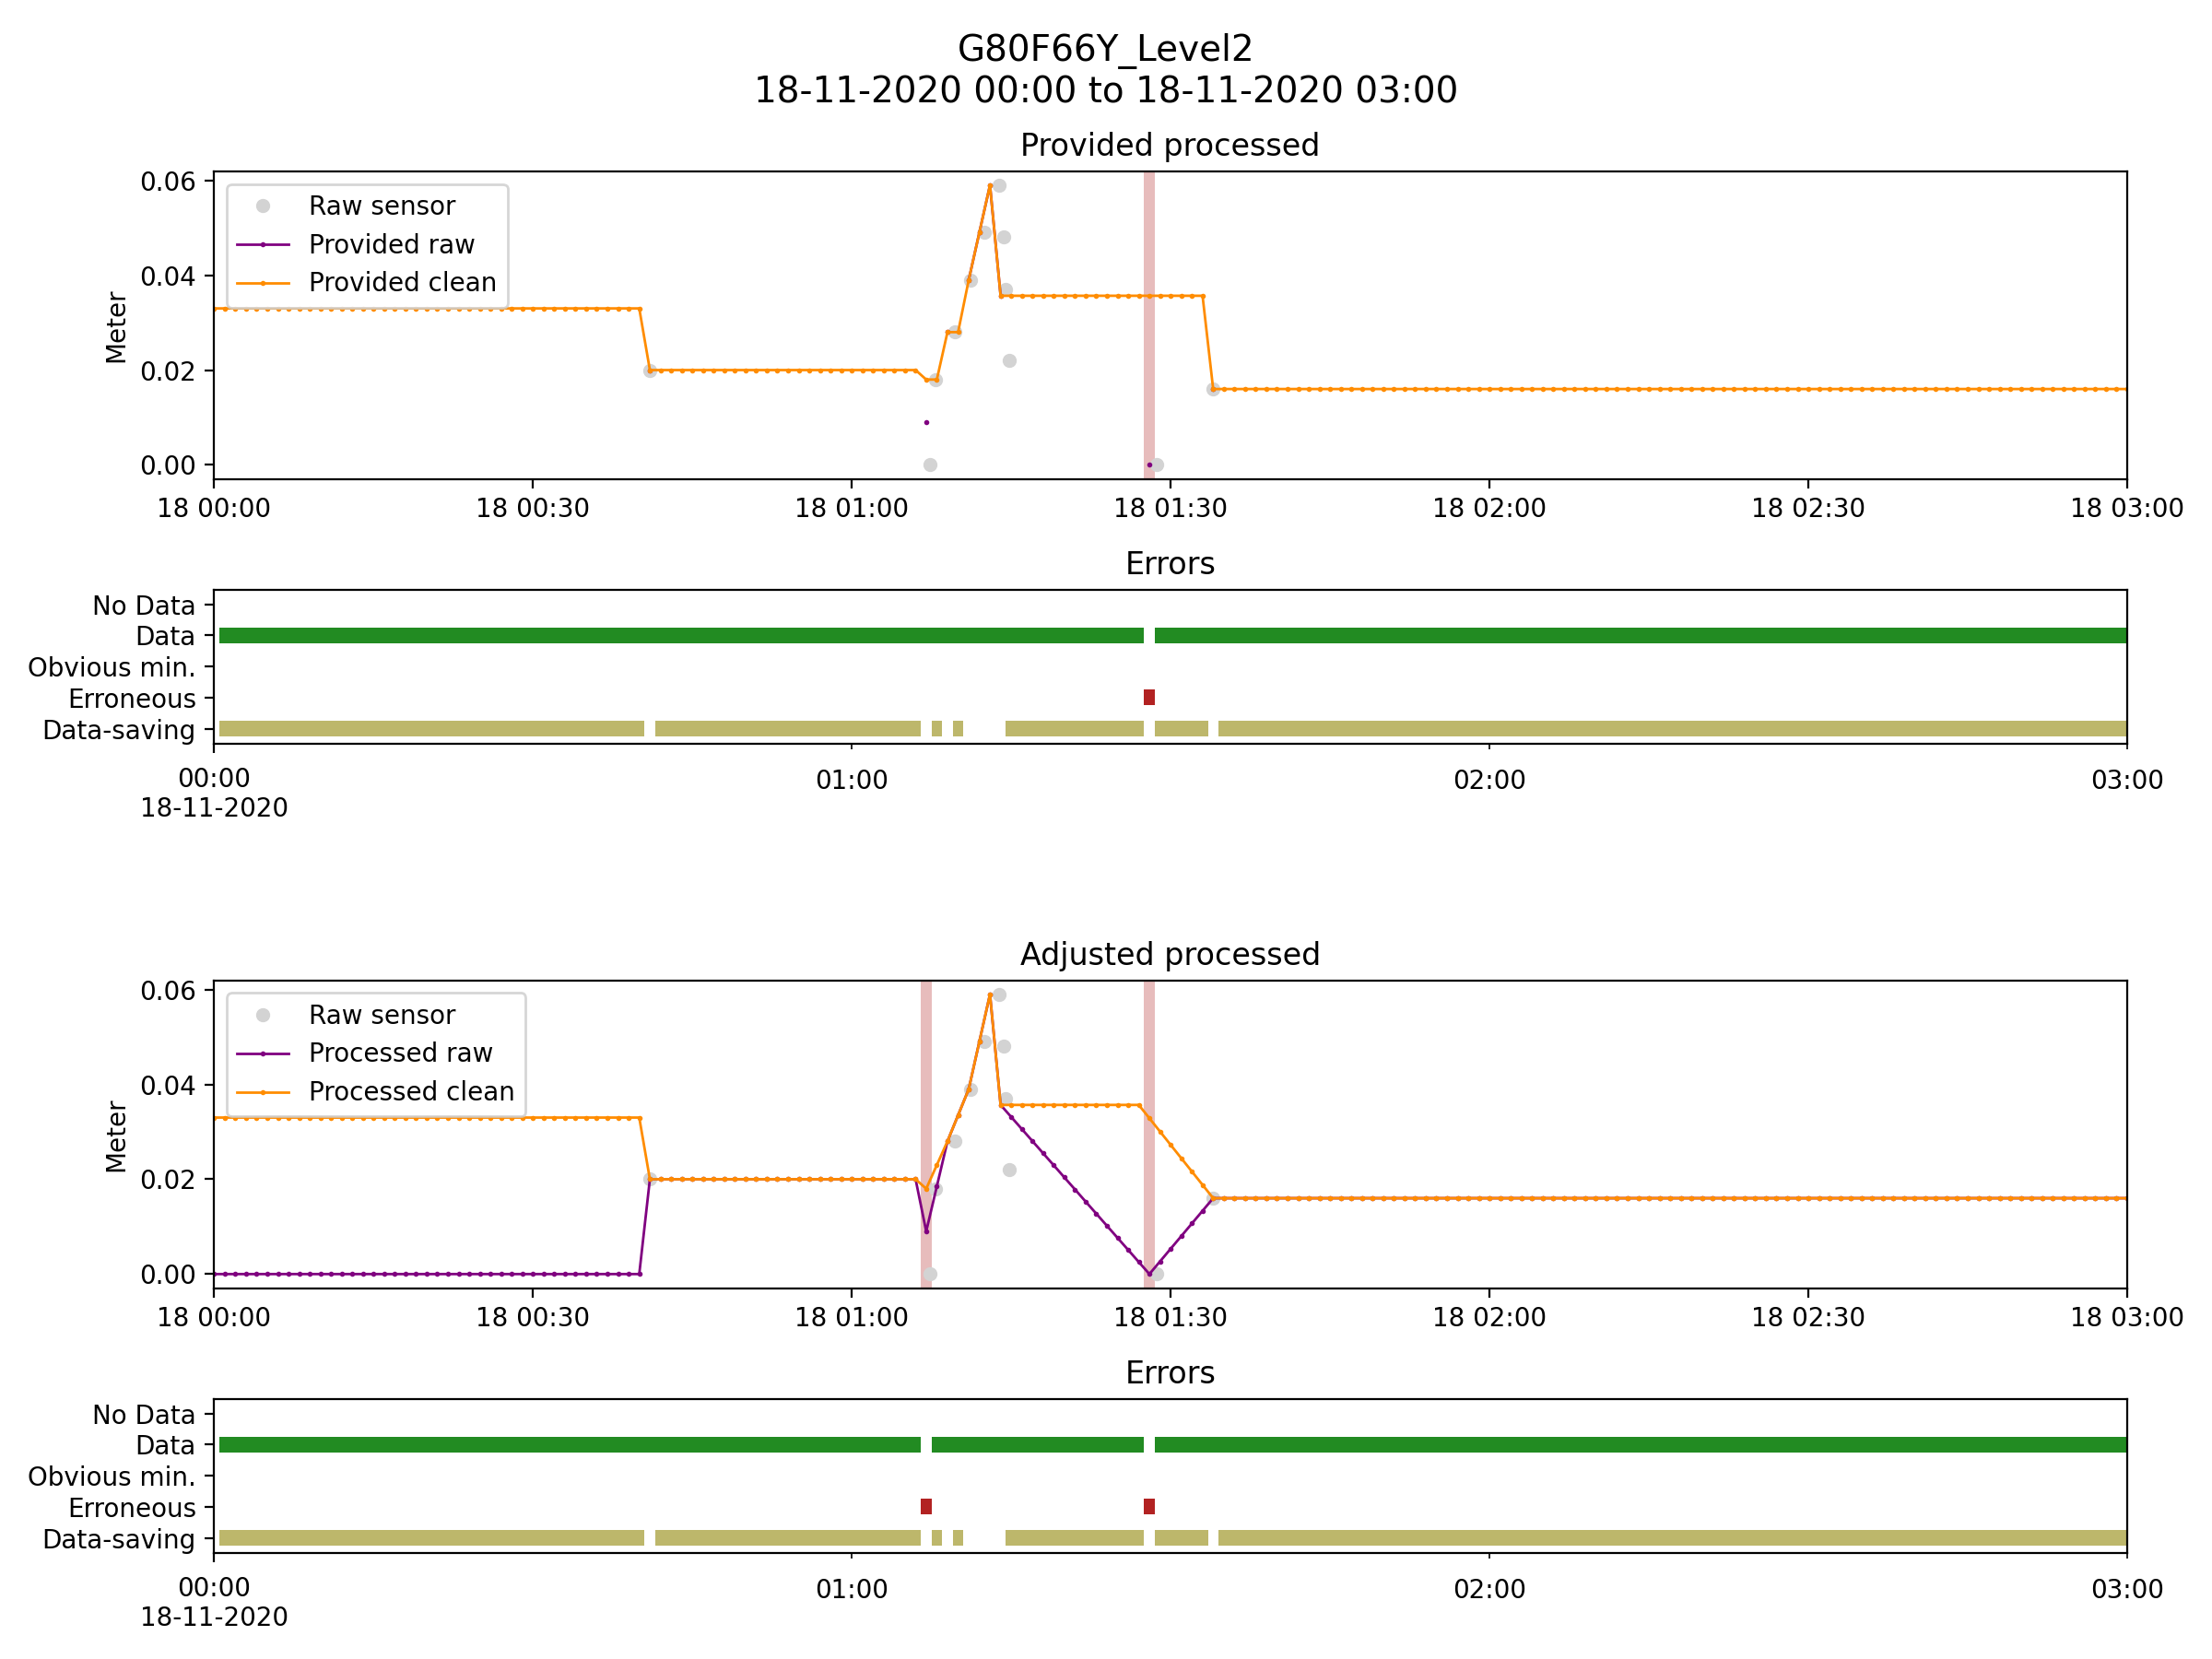 G80F66Y_Level2
18-11-2020 00:00 to 18-11-2020 03:00
Provided processed
0.06
0.04
0.02
0.00
Meter
Raw sensor
Provided raw
Provided clean
18 00:00 18 00:30 18 01:00 18 01:30 18 02:00 18 02:30 18 03:00
Errors
No Data
Data
Obvious min.
Erroneous
Data-saving
00:00 01:00 02:00 03:00
18-11-2020
Adjusted processed
0.06
0.04
0.02
0.00
Meter
Raw sensor
Processed raw
Processed clean
18 00:00 18 00:30 18 01:00 18 01:30 18 02:00 18 02:30 18 03:00
Errors
No Data
Data
Obvious min.
Erroneous
Data-saving
00:00 01:00 02:00 03:00
18-11-2020